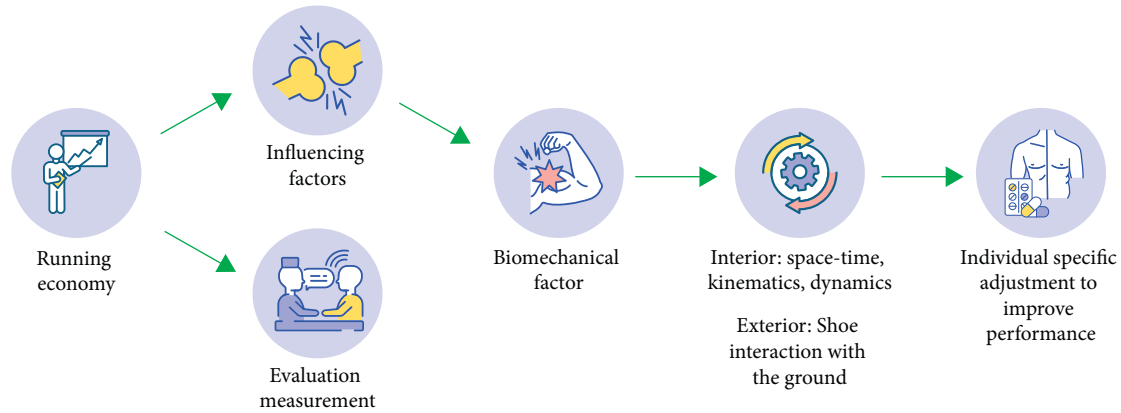 Running
economy
Influencing
factors
Evaluation
measurement
Biomechanical
factor
Interior: space-time,
kinematics, dynamics
Exterior: Shoe
interaction with
the ground
Individual specific
adjustment to
improve
performance